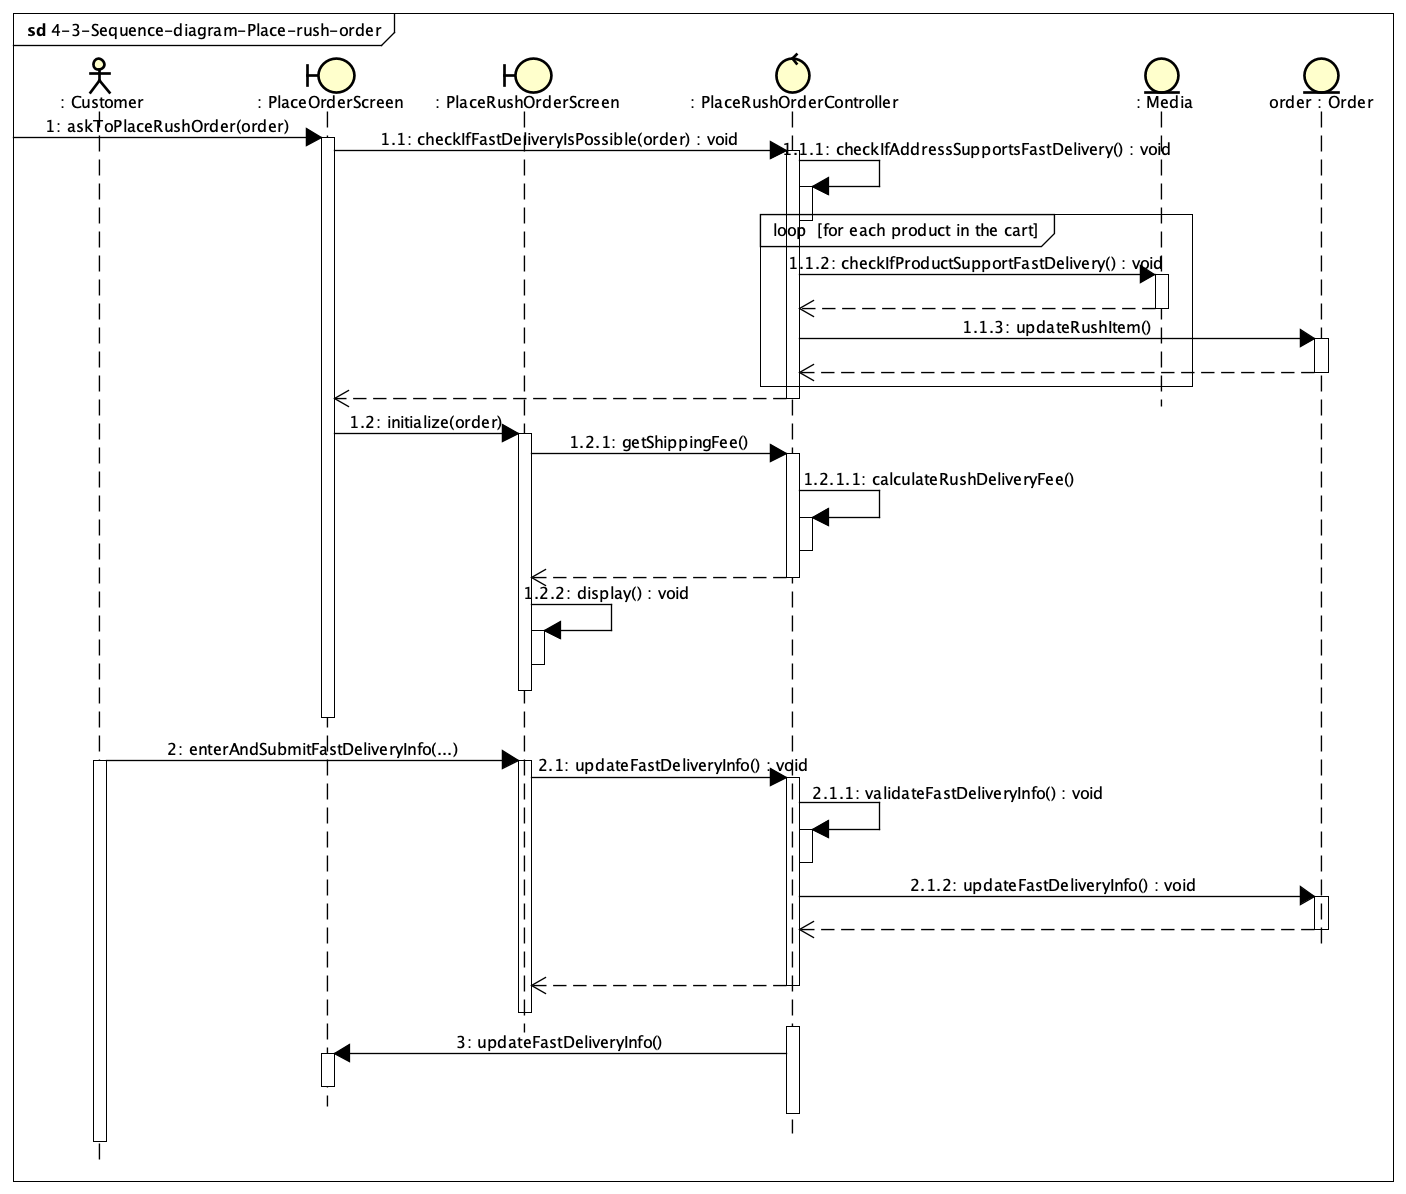 sd 4-3-Sequence-diagram-Place-rush-order
: Customer
: PlaceOrderScreen
: PlaceRushOrderScreen
: PlaceRushOrderController
: Media
order : Order
1: askToPlaceRushOrder(order)
1.1: checkIfFastDeliveryIsPossible(order) : void
1.1.1: checkIfAddressSupportsFastDelivery() : void
loop [for each product in the cart]
1.1.2: checkIfProductSupportFastDelivery() : void
1.1.3: updateRushItem()
1.2: initialize(order)
1.2.1: getShippingFee()
1.2.1.1: calculateRushDeliveryFee()
1.2.2: display() : void
2: enterAndSubmitFastDeliveryInfo(...)
2.1: updateFastDeliveryInfo() : void
2.1.1: validateFastDeliveryInfo() : void
2.1.2: updateFastDeliveryInfo() : void
3: updateFastDeliveryInfo()